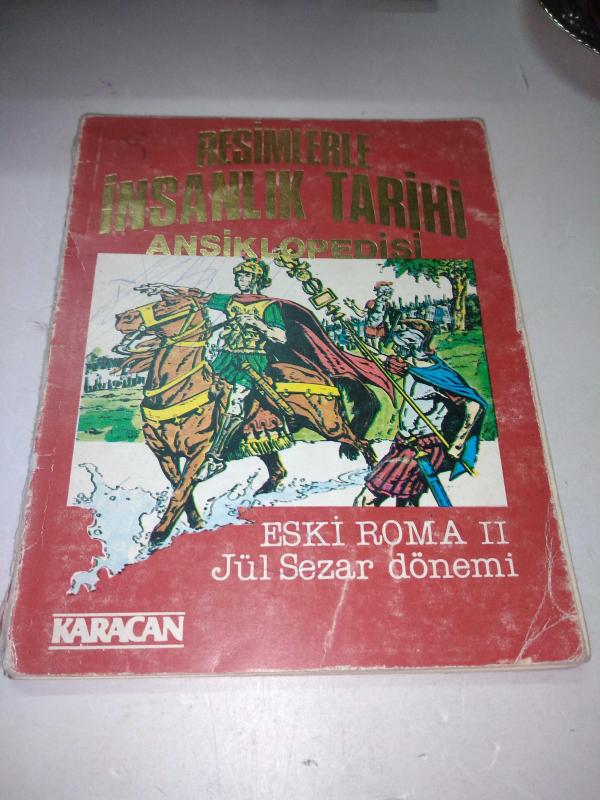 RESİMLERLE
İNSANLIK TARİHİ
ANSİKLOPEDİSİ
ESKİ ROMA II
Jül Sezar dönemi
KARACAN